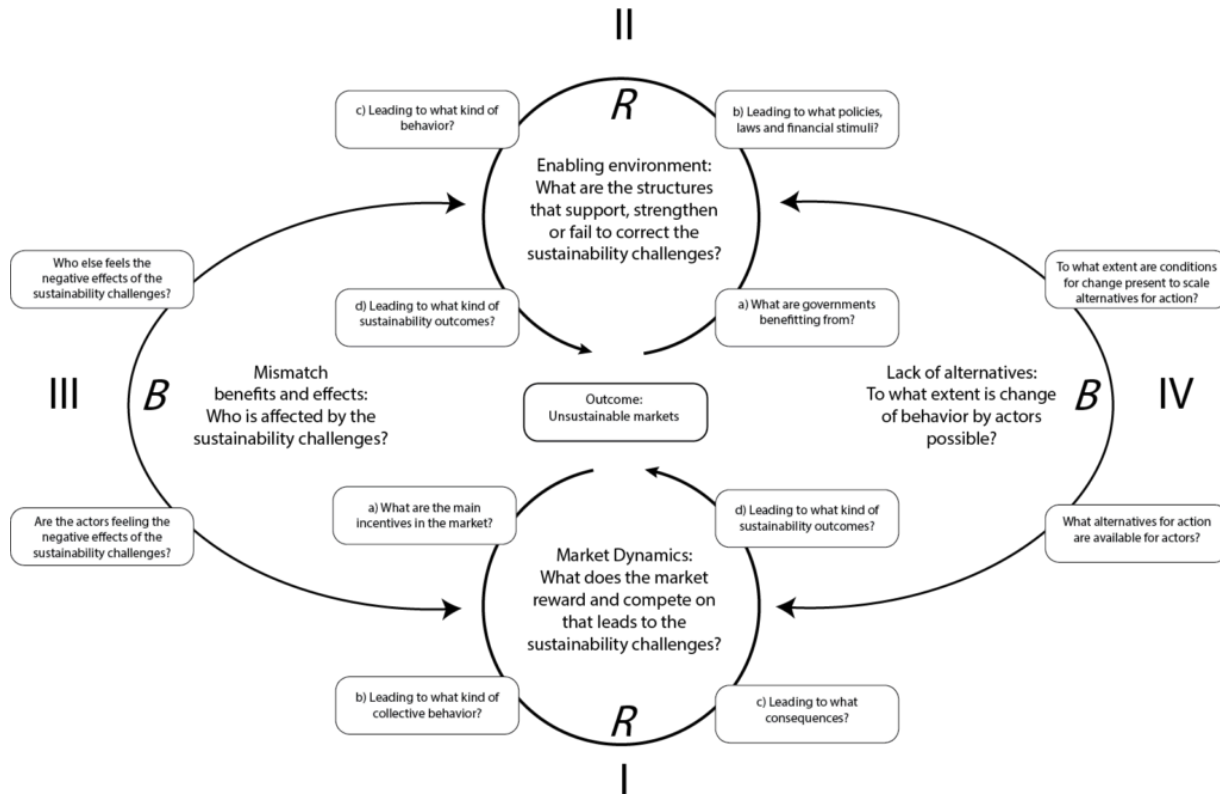 II
R
c) Leading to what kind of
behavior?
b) Leading to what policies,
laws and financial stimuli?
Enabling environment:
What are the structures
that support, strengthen
or fail to correct the
sustainability challenges?
d) Leading to what kind of
sustainability outcomes?
a) What are governments
benefitting from?
Who else feels the
negative effects of the
sustainability challenges?
To what extent are conditions
for change present to scale
alternatives for action?
III
B
Mismatch
benefits and effects:
Who is affected by the
sustainability challenges?
Outcome:
Unsustainable markets
Lack of alternatives:
To what extent is change
of behavior by actors
possible?
B
IV
Are the actors feeling the
negative effects of the
sustainability challenges?
What alternatives for action
are available for actors?
a) What are the main
incentives in the market?
d) Leading to what kind of
sustainability outcomes?
Market Dynamics:
What does the market
reward and compete on
that leads to the
sustainability challenges?
b) Leading to what kind of
collective behavior?
c) Leading to what
consequences?
R
I